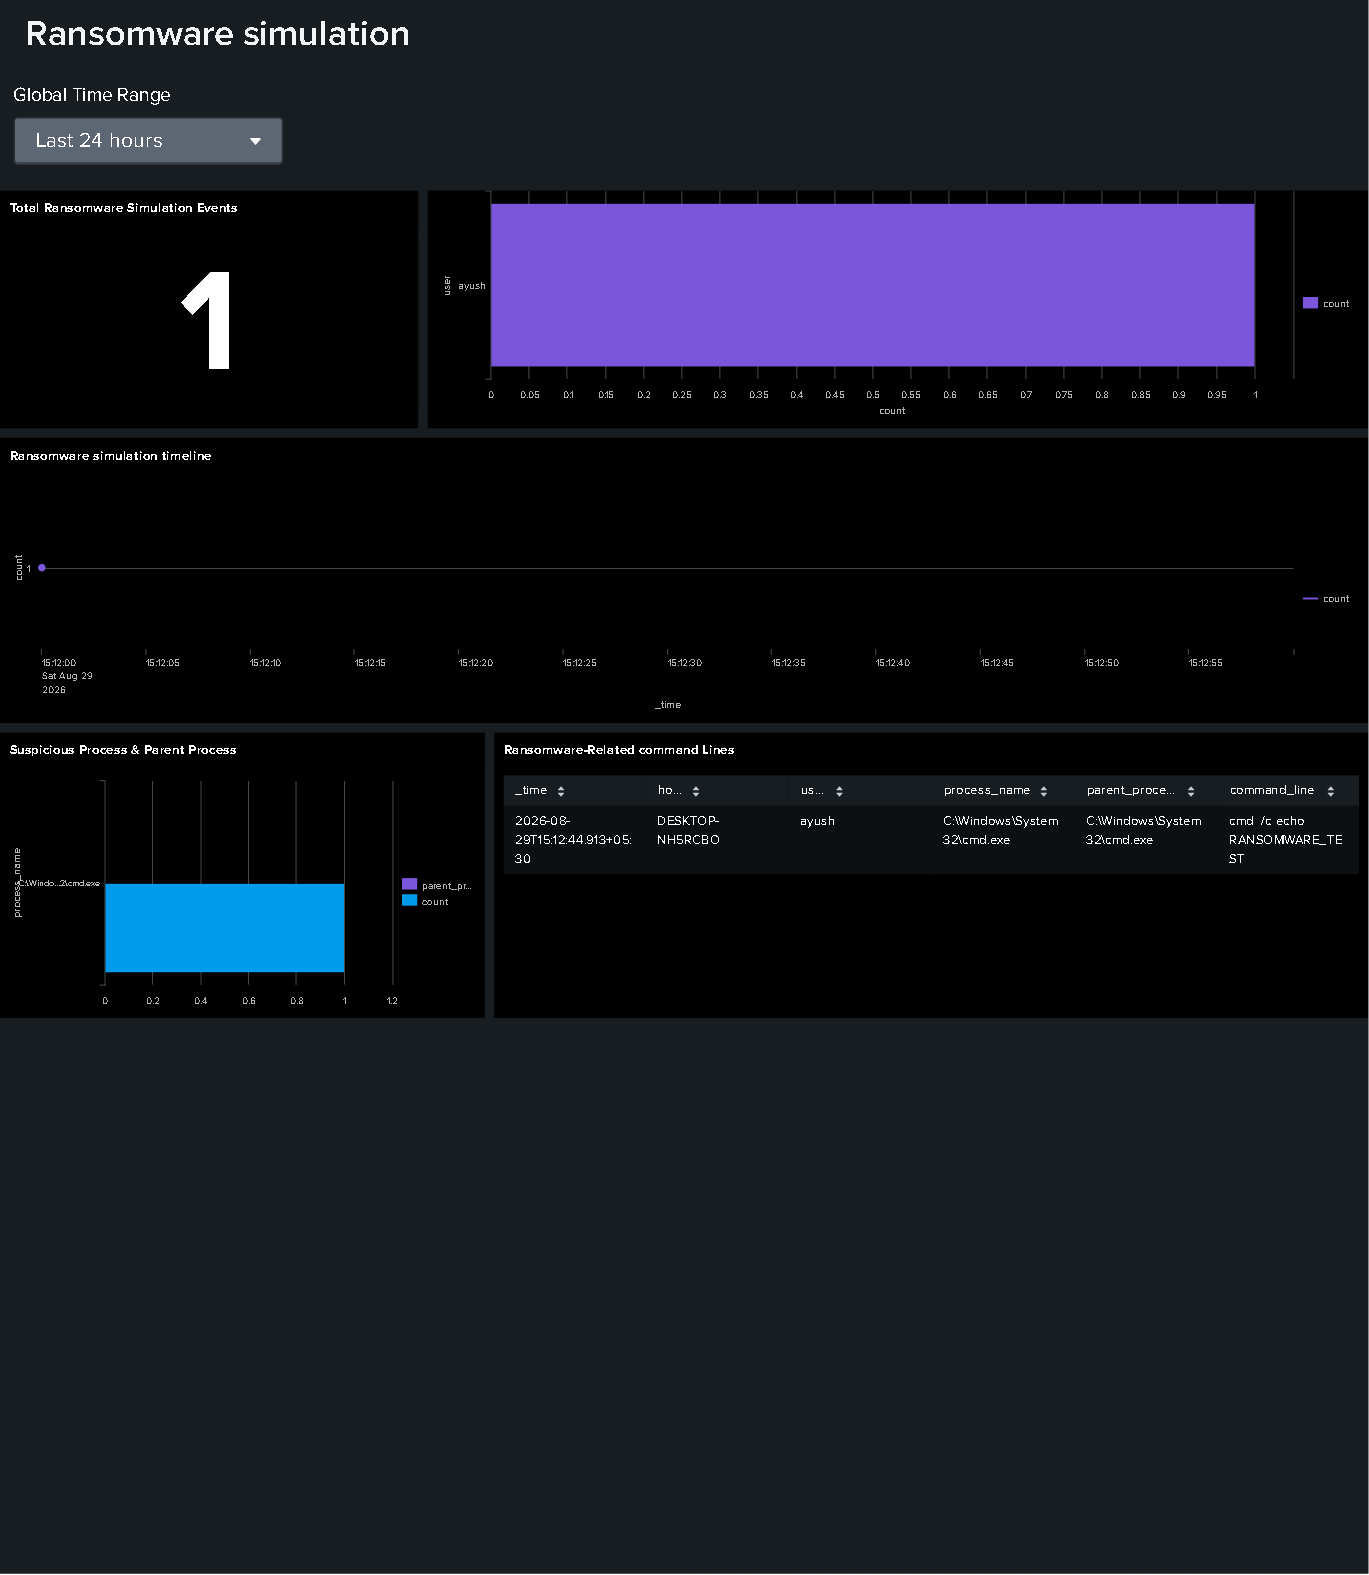 Ransomware simulation
Global Time Range
Last 24 hours
Total Ransomware Simulation Events
1
user
ayush
0 0.05 0.1 0.15 0.2 0.25 0.3 0.35 0.4 0.45 0.5 0.55 0.6 0.65 0.7 0.75 0.8 0.85 0.9 0.95 1
count
count
Ransomware simulation timeline
count
1
count
15:12:00 15:12:05 15:12:10 15:12:15 15:12:20 15:12:25 15:12:30 15:12:35 15:12:40 15:12:45 15:12:50 15:12:55
Sat Aug 29
2026
_time
Suspicious Process & Parent Process
process_name
C:\Windo...2\cmd.exe
parent_pr...
count
0 0.2 0.4 0.6 0.8 1 1.2
Ransomware-Related command Lines
_time ho... us... process_name parent_proce... command_line
2026-08- DESKTOP- ayush C:\Windows\System C:\Windows\System cmd /c echo
29T15:12:44.913+05: NH5RCBO 32\cmd.exe 32\cmd.exe RANSOMWARE_TE
30 ST